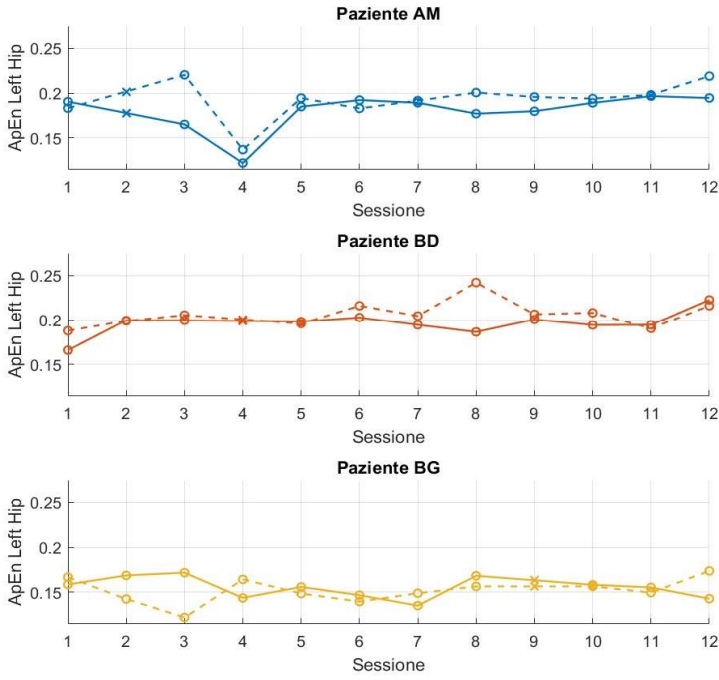 Paziente AM
ApEn Left Hip
0.25
0.2
0.15
1 2 3 4 5 6 7 8 9 10 11 12
Sessione
Paziente BD
ApEn Left Hip
0.25
0.2
0.15
1 2 3 4 5 6 7 8 9 10 11 12
Sessione
Paziente BG
ApEn Left Hip
0.25
0.2
0.15
1 2 3 4 5 6 7 8 9 10 11 12
Sessione